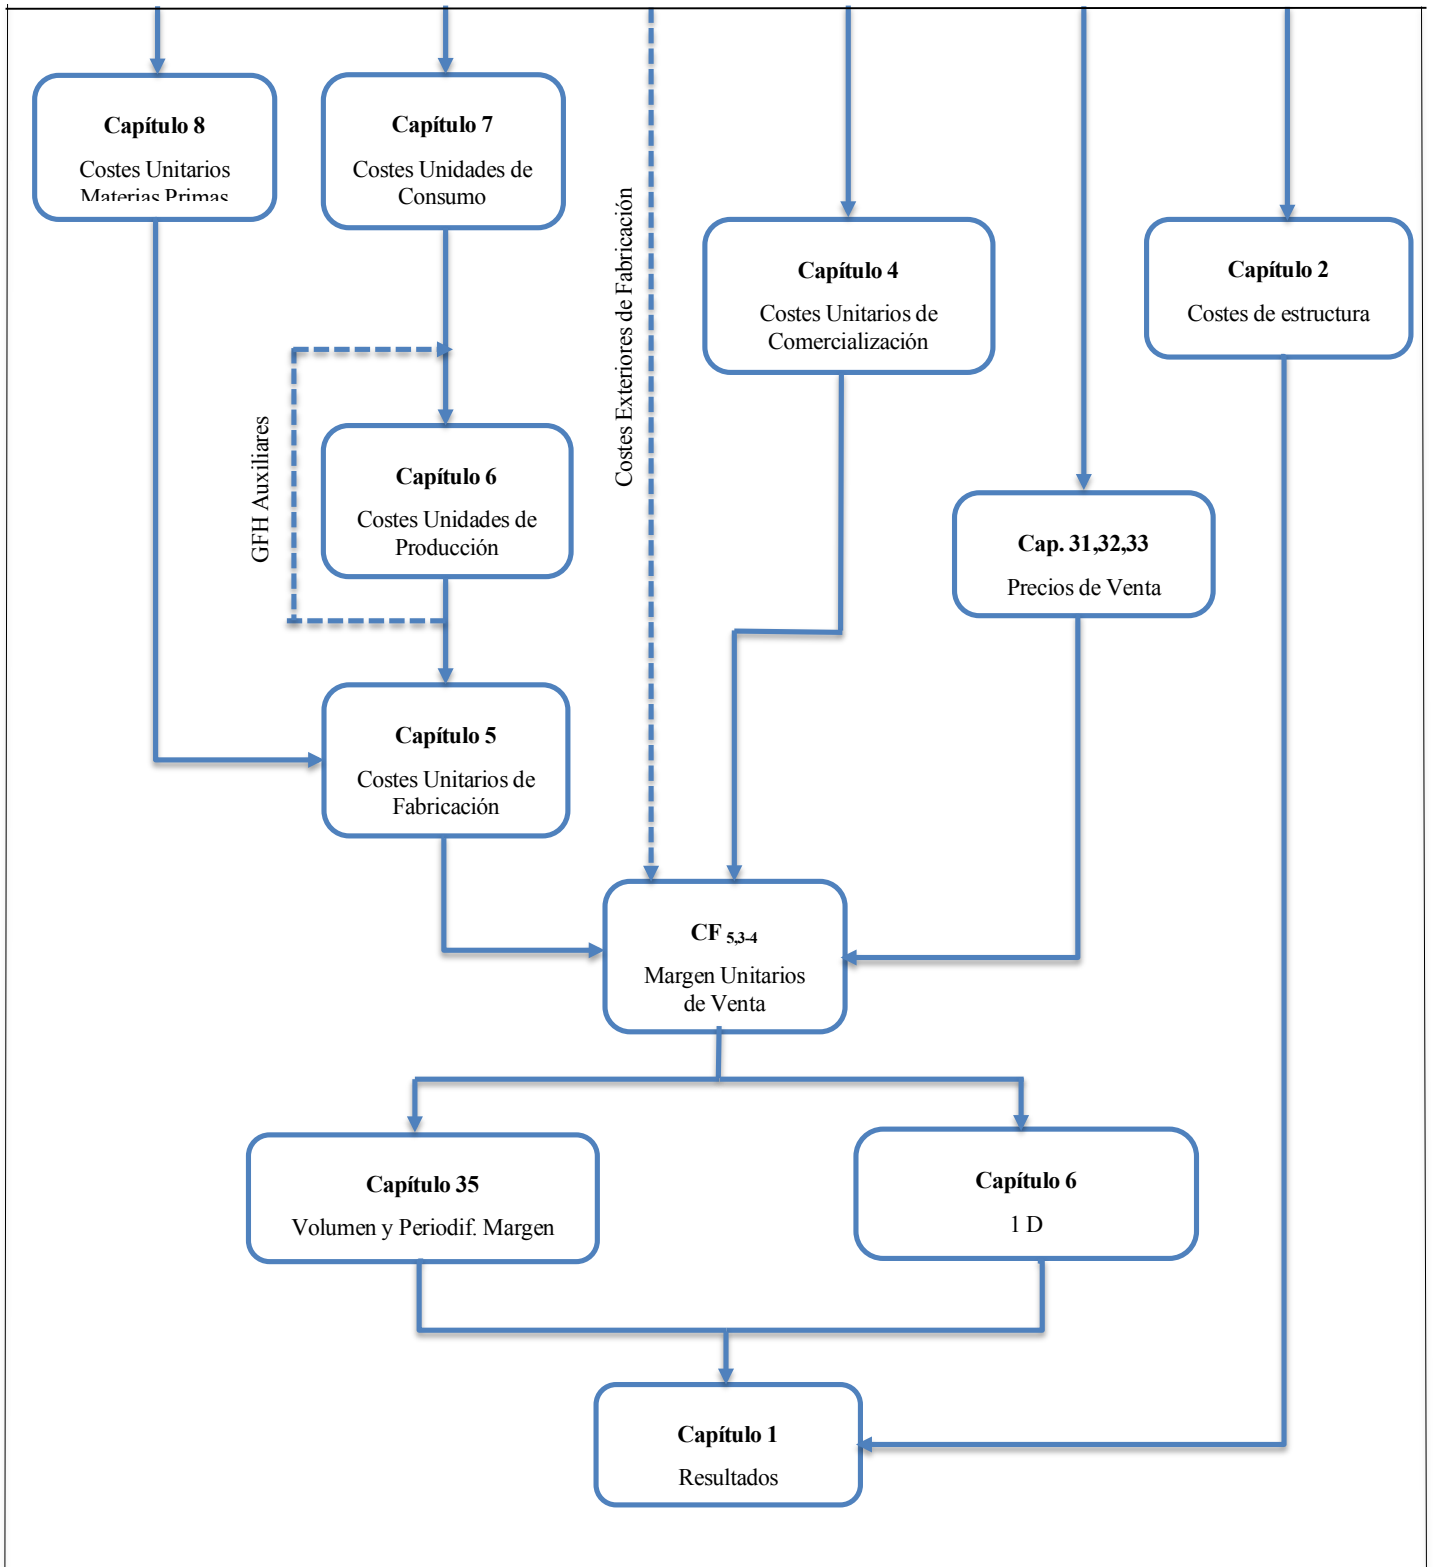 Capítulo 8
Costes Unitarios
Materias Primas
Capítulo 7
Costes Unidades de
Consumo
Costes Exteriores de Fabricación
Capítulo 4
Costes Unitarios de
Comercialización
Capítulo 2
Costes de estructura
GFH Auxiliares
Capítulo 6
Costes Unidades de
Producción
Cap. 31,32,33
Precios de Venta
Capítulo 5
Costes Unitarios de
Fabricación
CF 5,3-4
Margen Unitarios
de Venta
Capítulo 35
Volumen y Periodif. Margen
Capítulo 6
1 D
Capítulo 1
Resultados